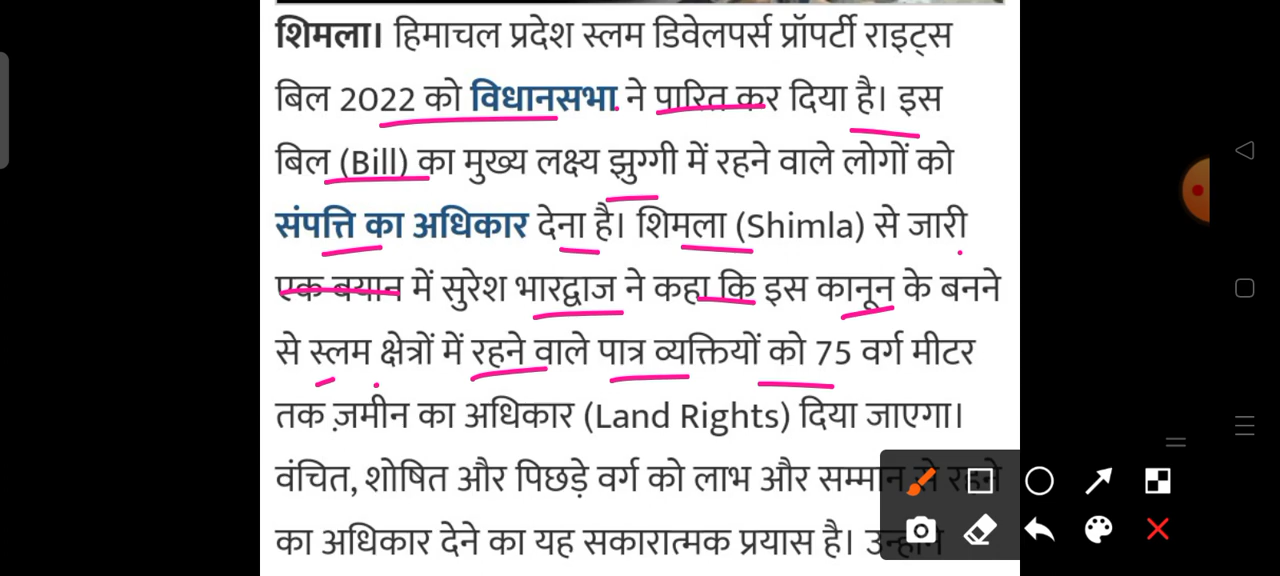 शिमला। हिमाचल प्रदेश स्लम डिवेलपर्स प्रॉपर्टी राइट्स
बिल 2022 को विधानसभा ने पारित कर दिया है। इस
बिल (Bill) का मुख्य लक्ष्य झुग्गी में रहने वाले लोगों को
संपत्ति का अधिकार देना है। शिमला (Shimla) से जारी
एक बयान में सुरेश भारद्वाज ने कहा कि इस कानून के बनने
से स्लम क्षेत्रों में रहने वाले पात्र व्यक्तियों को 75 वर्ग मीटर
तक ज़मीन का अधिकार (Land Rights) दिया जाएगा।
वंचित, शोषित और पिछड़े वर्ग को लाभ और सम्मान से रहने
का अधिकार देने का यह सकारात्मक प्रयास है। उन्होंने